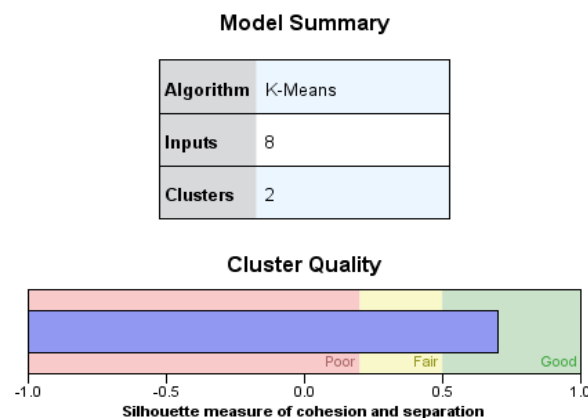 Model Summary
Algorithm K-Means
Inputs 8
Clusters 2
Cluster Quality
Poor Fair Good
-1.0 -0.5 0.0 0.5 1.0
Silhouette measure of cohesion and separation